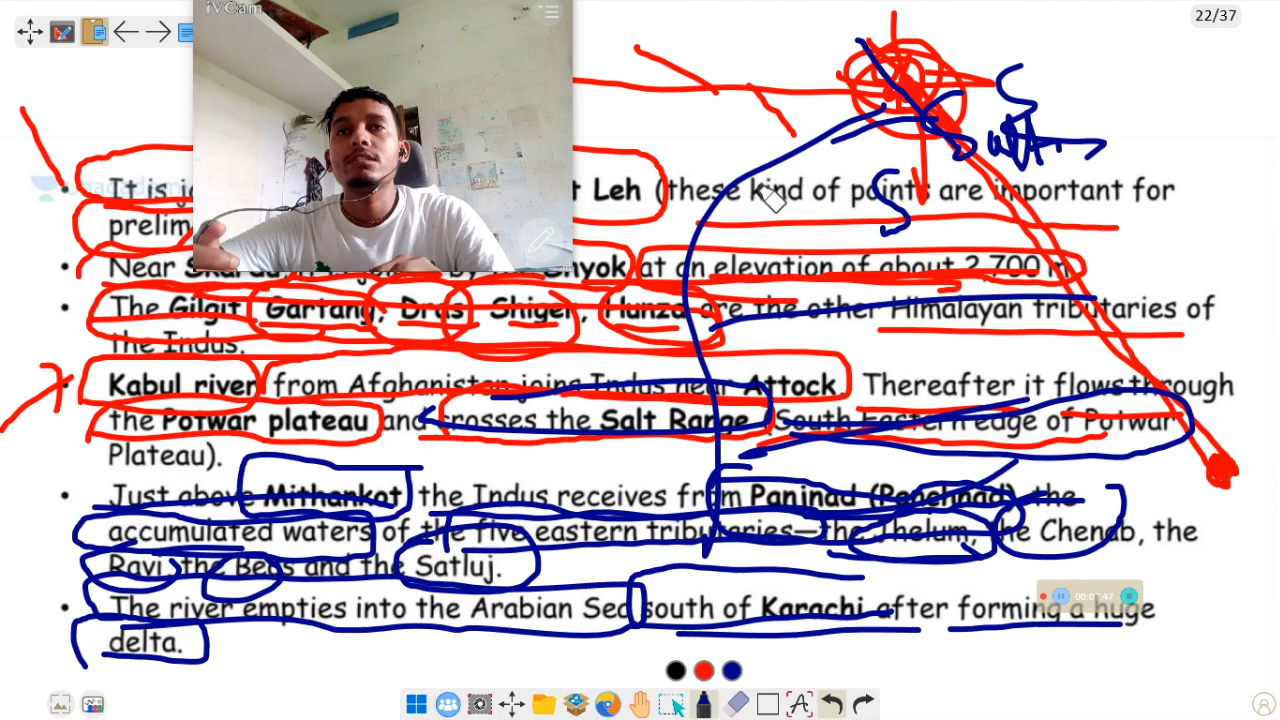 iVCam
22/37
It is j t Leh (these kind of points are important for
prelim
Near by Shyok at an elevation of about 2,700 m.
The Gilgit, Gartang, Dras, Shiger, Hunza are the other Himalayan tributaries of
the Indus.
Kabul river from Afghanistan joins Indus near Attock. Thereafter it flows through
the Potwar plateau and crosses the Salt Range (South Eastern edge of Potwar
Plateau).
Just above Mithankot, the Indus receives from Panjnad (Panchnad), the
accumulated waters of the five eastern tributaries—the Jhelum, the Chenab, the
Ravi, the Beas and the Satluj.
The river empties into the Arabian Sea south of Karachi after forming a huge
delta.